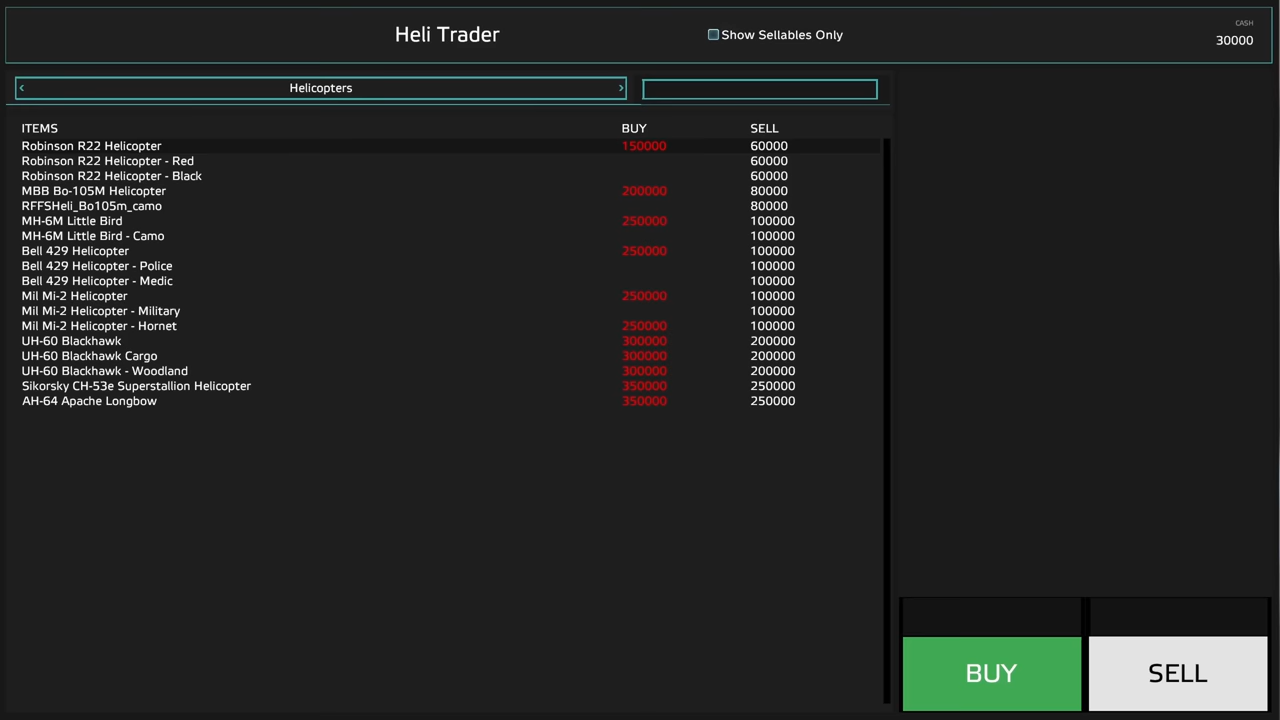 Heli Trader
Show Sellables Only
CASH
30000
< Helicopters >
ITEMS BUY SELL
Robinson R22 Helicopter 150000 60000
Robinson R22 Helicopter - Red 60000
Robinson R22 Helicopter - Black 60000
MBB Bo-105M Helicopter 200000 80000
RFFSHeli_Bo105m_camo 80000
MH-6M Little Bird 250000 100000
MH-6M Little Bird - Camo 100000
Bell 429 Helicopter 250000 100000
Bell 429 Helicopter - Police 100000
Bell 429 Helicopter - Medic 100000
Mil Mi-2 Helicopter 250000 100000
Mil Mi-2 Helicopter - Military 100000
Mil Mi-2 Helicopter - Hornet 250000 100000
UH-60 Blackhawk 300000 200000
UH-60 Blackhawk Cargo 300000 200000
UH-60 Blackhawk - Woodland 300000 200000
Sikorsky CH-53e Superstallion Helicopter 350000 250000
AH-64 Apache Longbow 350000 250000
BUY SELL